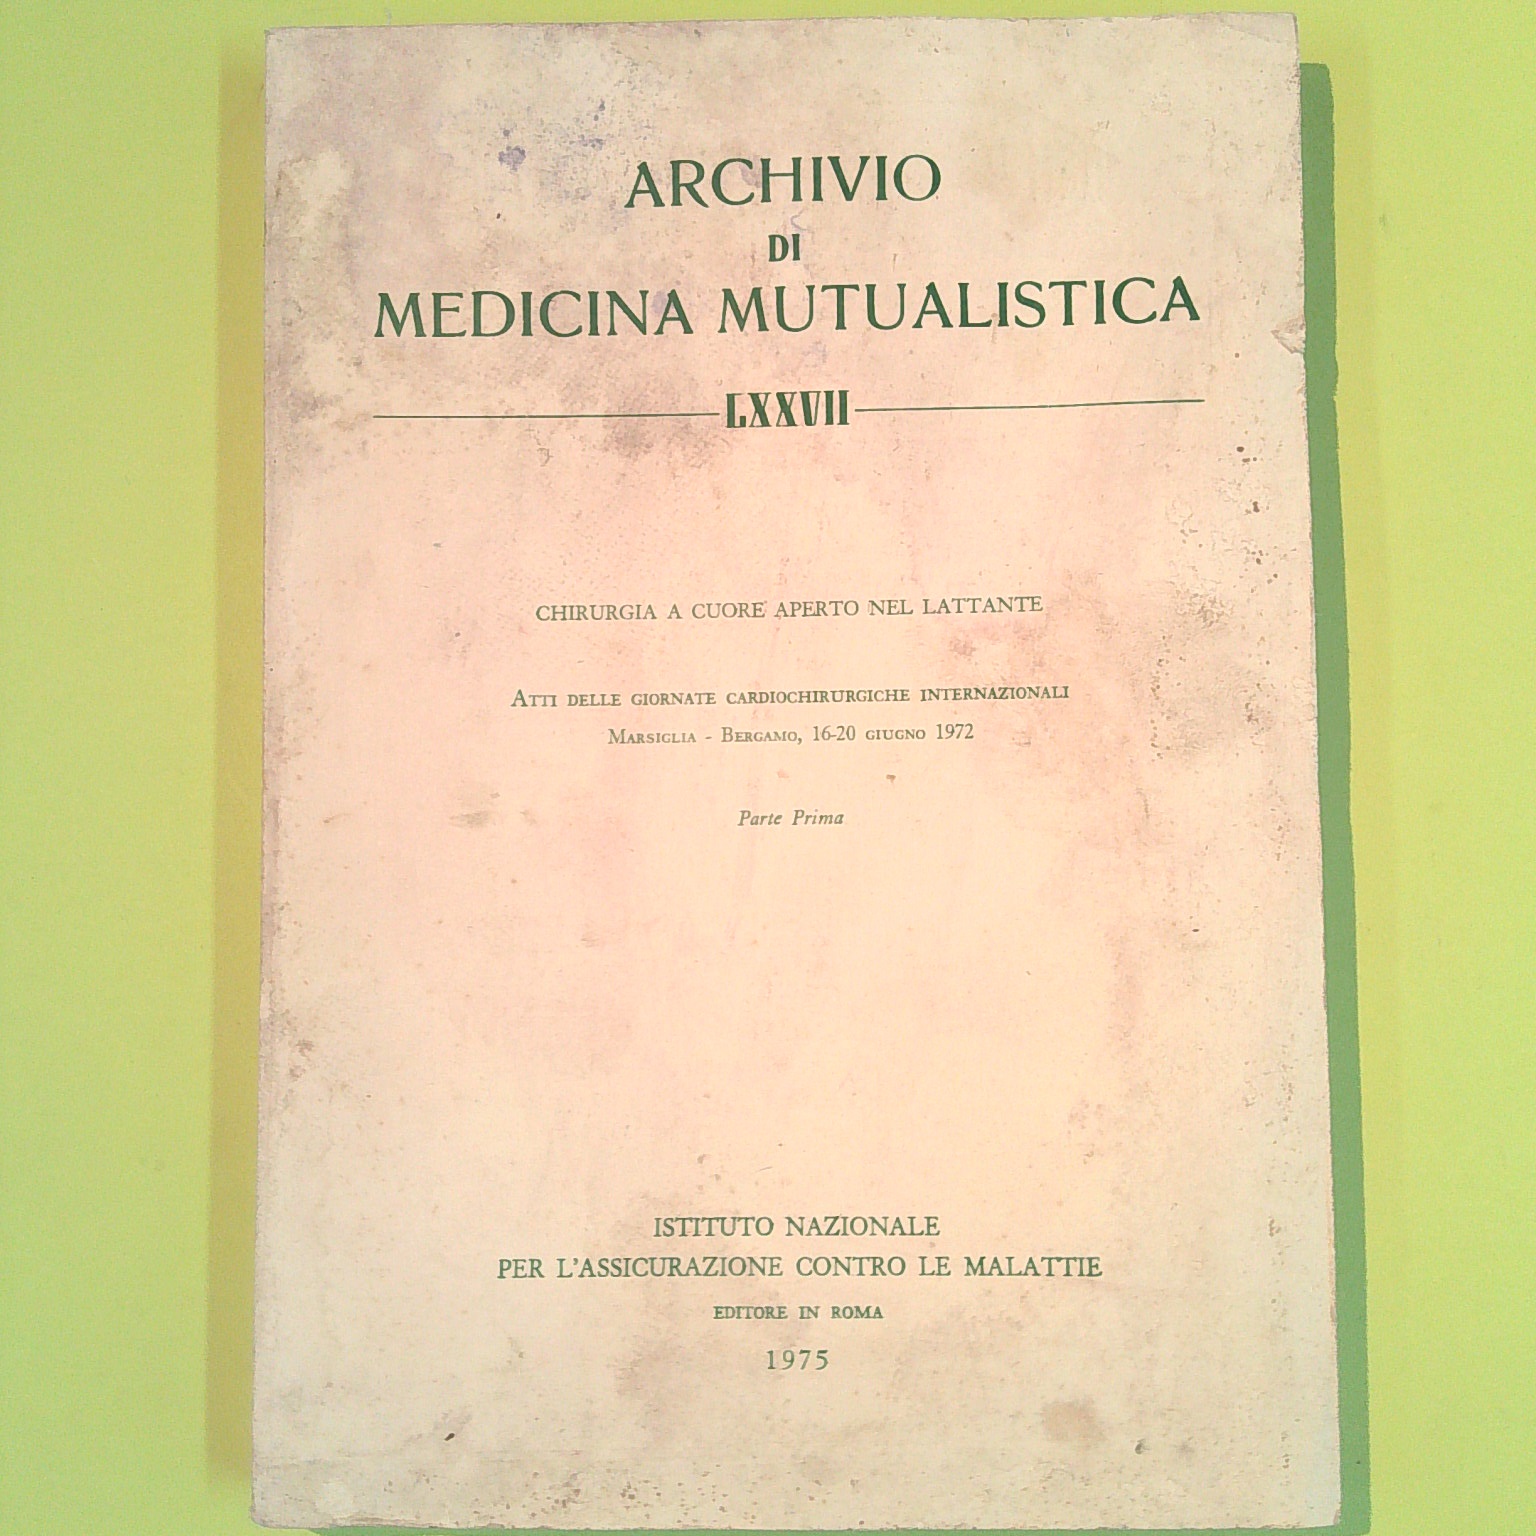 ARCHIVIO
DI
MEDICINA MUTUALISTICA
LXXVII
CHIRURGIA A CUORE APERTO NEL LATTANTE
ATTI DELLE GIORNATE CARDIOCHIRURGICHE INTERNAZIONALI
MARSIGLIA - BERGAMO, 16-20 GIUGNO 1972
Parte Prima
ISTITUTO NAZIONALE
PER L'ASSICURAZIONE CONTRO LE MALATTIE
EDITORE IN ROMA
1975